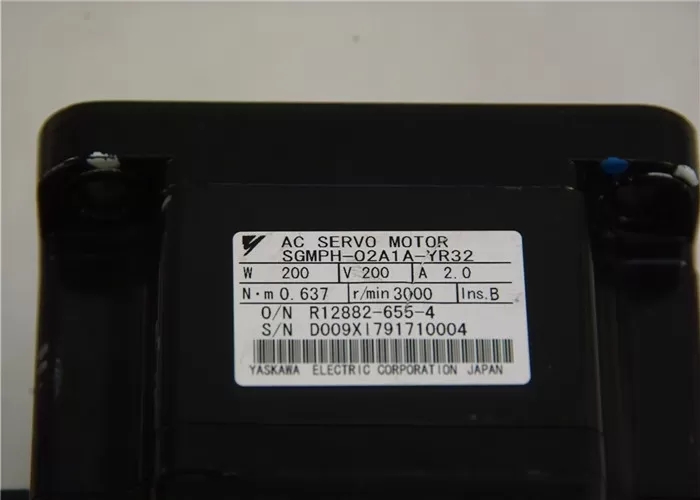 AC SERVO MOTOR
SGMPH-02A1A-YR32
W 200 V 200 A 2.0
N·m 0.637 r/min 3000 Ins. B
O/N R12882-655-4
S/N D009XI791710004
YASKAWA ELECTRIC CORPORATION JAPAN